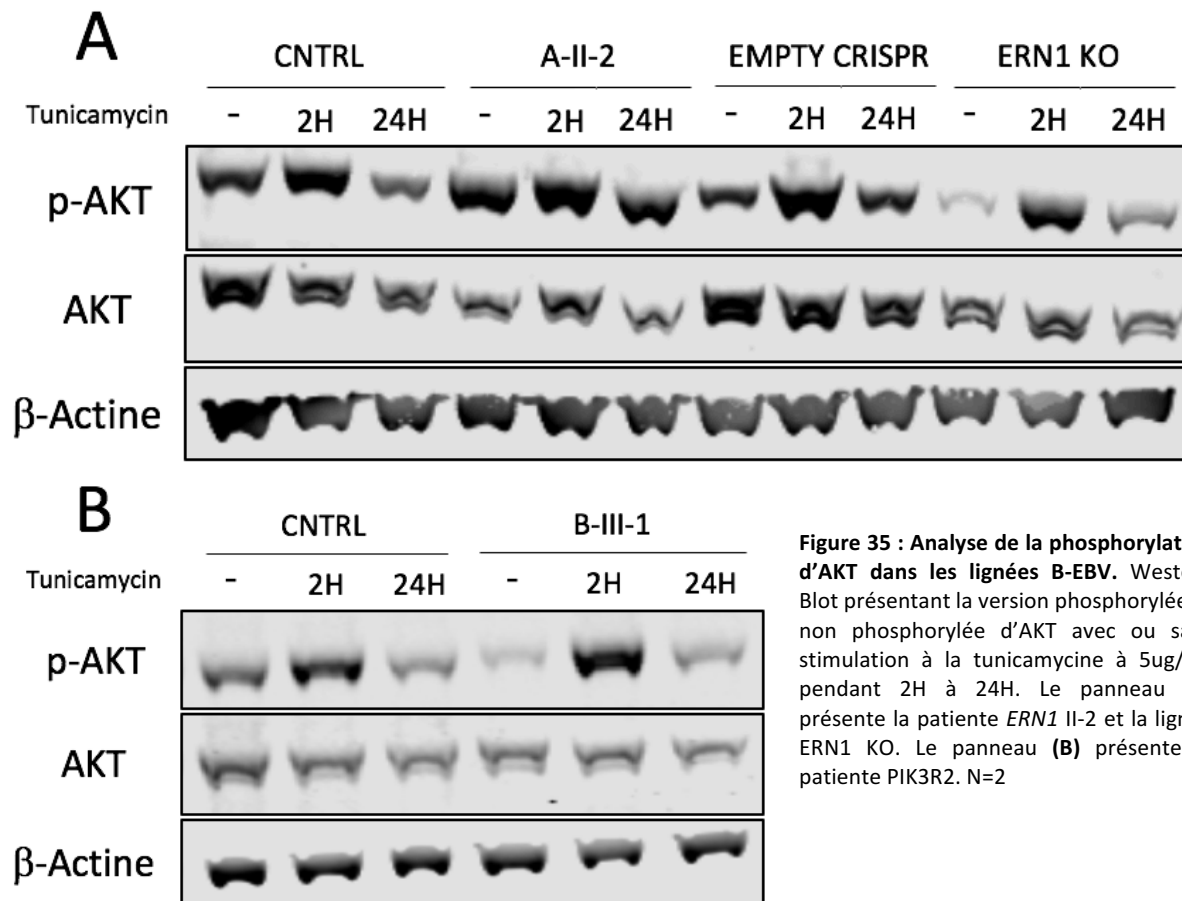 A
CNTRL A-II-2 EMPTY CRISPR ERN1 KO
Tunicamycin - 2H 24H - 2H 24H - 2H 24H - 2H 24H
p-AKT
AKT
β-Actine
B
CNTRL B-III-1
Tunicamycin - 2H 24H - 2H 24H
p-AKT
AKT
β-Actine
Figure 35 : Analyse de la phosphorylat
d’AKT dans les lignées B-EBV. West
Blot présentant la version phosphorylée
non phosphorylée d’AKT avec ou sa
stimulation à la tunicamycine à 5ug/
pendant 2H à 24H. Le panneau
présente la patiente ERN1 II-2 et la lign
ERN1 KO. Le panneau (B) présente
patiente PIK3R2. N=2